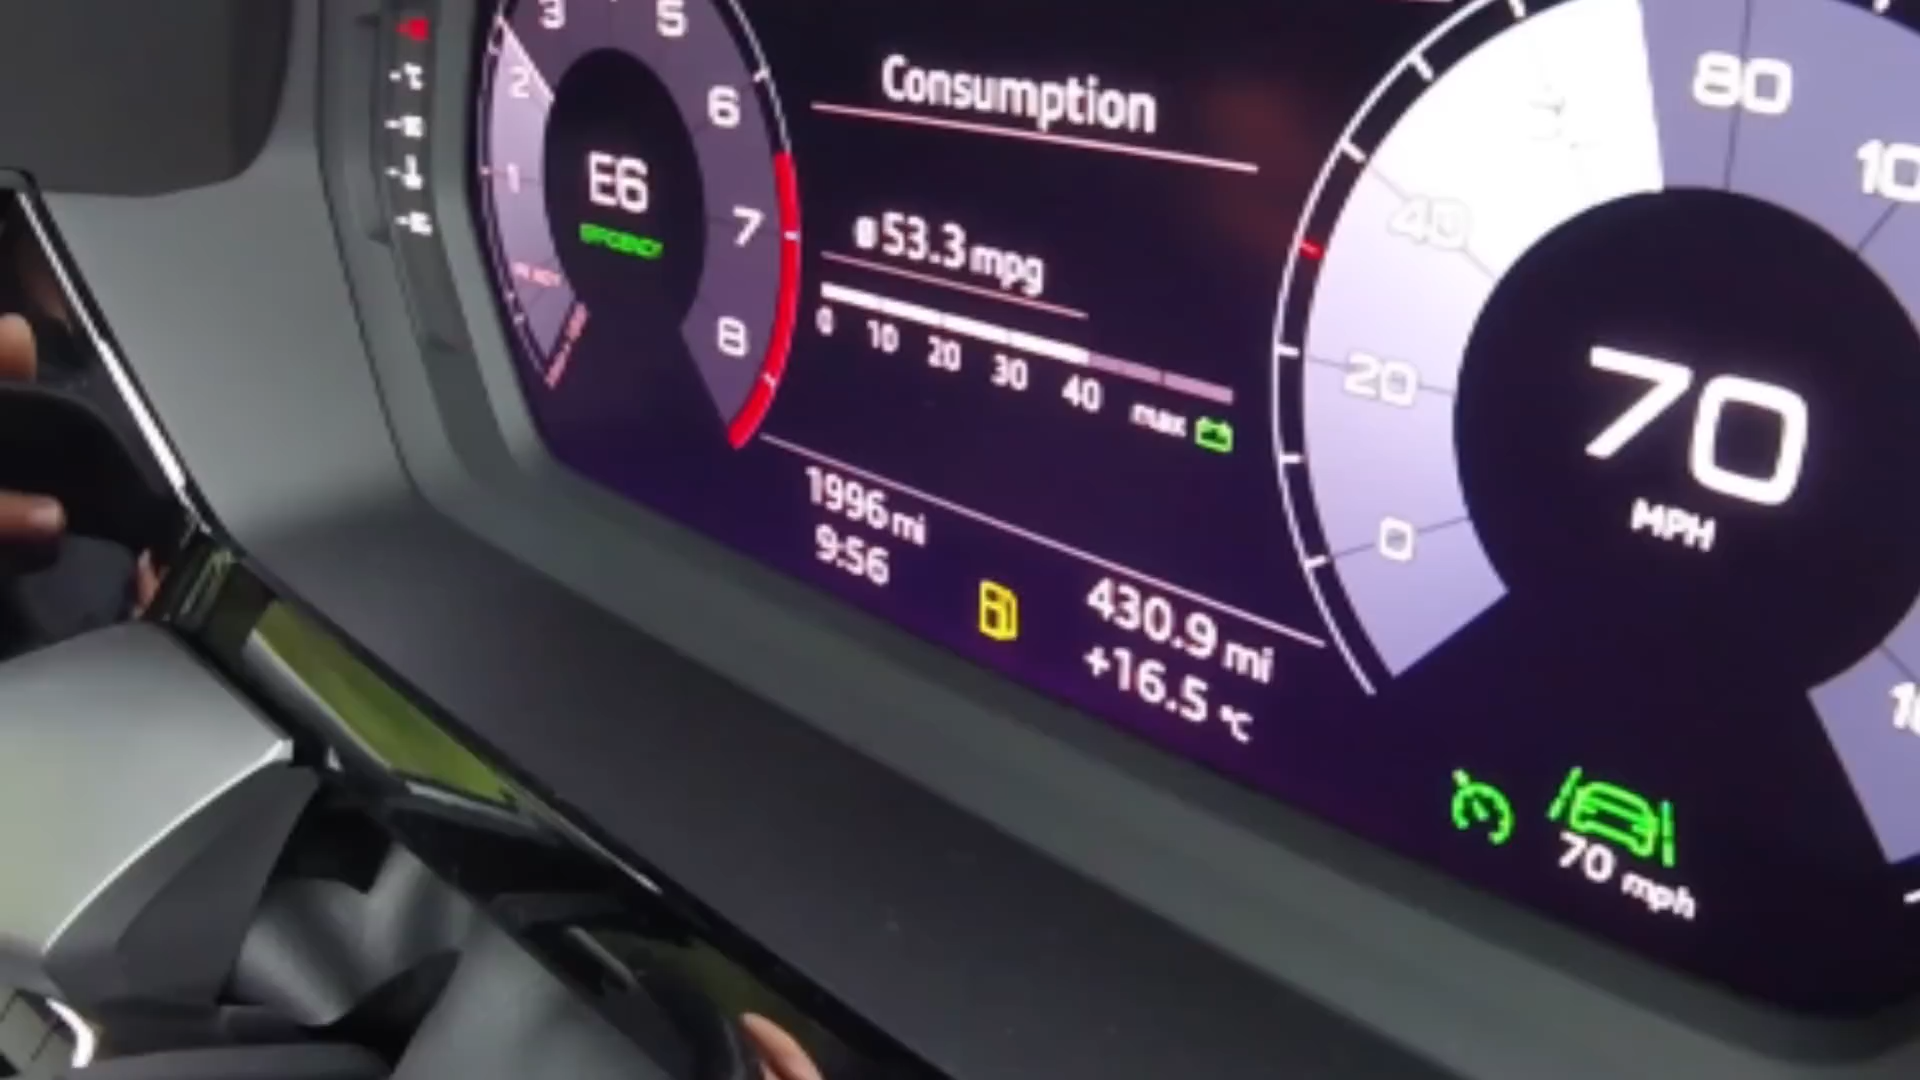 3
5
2
6
1
E6
EFFICIENCY
7
8
Consumption
53.3 mpg
0 10 20 30 40 max
1996 mi
9:56
430.9 mi
+16.5 °C
80
40
20
0
70
MPH
70 mph